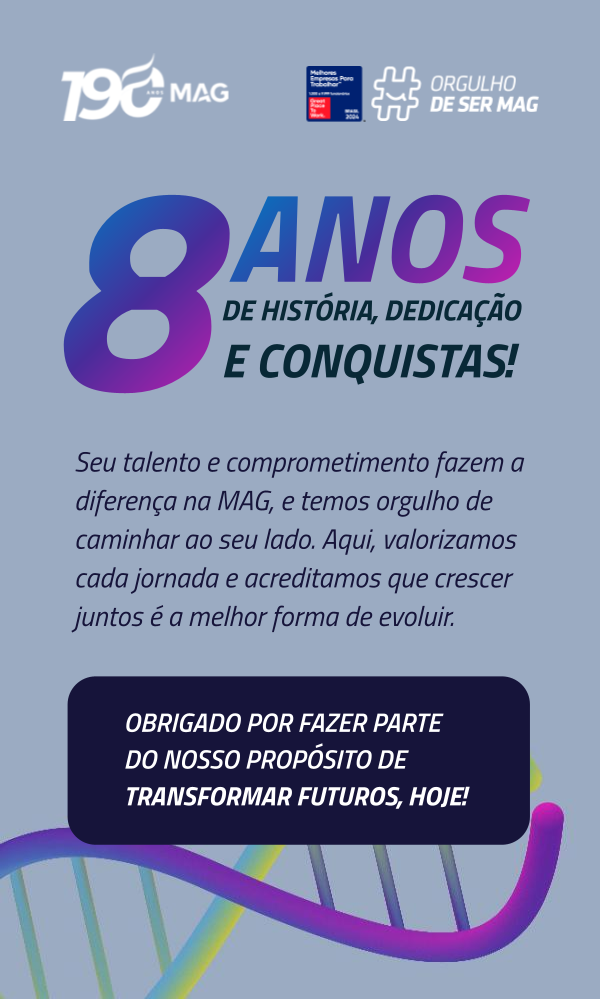 190 ANOS MAG
Melhores
Empresas Para
Trabalhar™
Great
Place
To
Work.
BRASIL
2024
ORGULHO
DE SER MAG
8 ANOS
DE HISTÓRIA, DEDICAÇÃO
E CONQUISTAS!
Seu talento e comprometimento fazem a
diferença na MAG, e temos orgulho de
caminhar ao seu lado. Aqui, valorizamos
cada jornada e acreditamos que crescer
juntos é a melhor forma de evoluir.
OBRIGADO POR FAZER PARTE
DO NOSSO PROPÓSITO DE
TRANSFORMAR FUTUROS, HOJE!